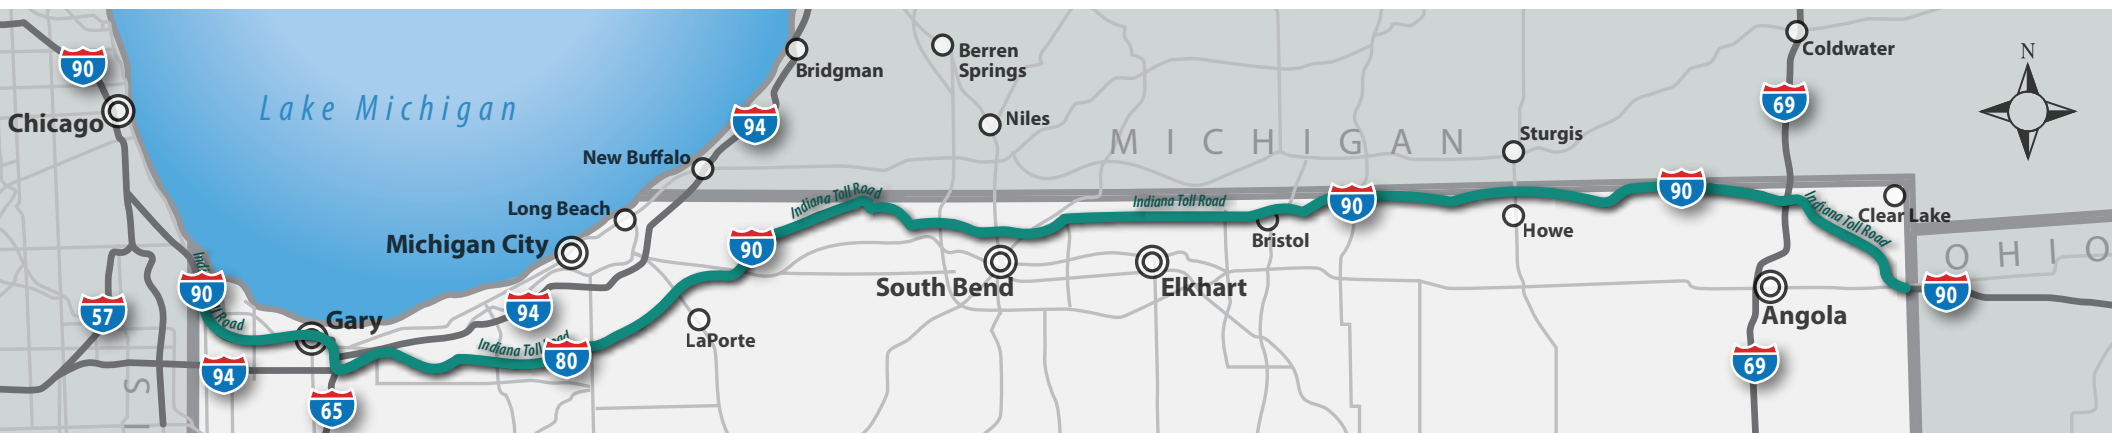 N
Berren
Springs
Coldwater
Bridgman
90
Lake Michigan
69
Chicago
94
Niles
MICHIGAN
Sturgis
New Buffalo
Indiana Toll Road
90
Indiana Toll Road
90
Long Beach
Clear Lake
Indiana Toll Road
Michigan City
90
Bristol
Howe
OHIO
90
South Bend
Elkhart
90
57
94
Gary
Road
LaPorte
Angola
Indiana Toll Road
80
94
69
65